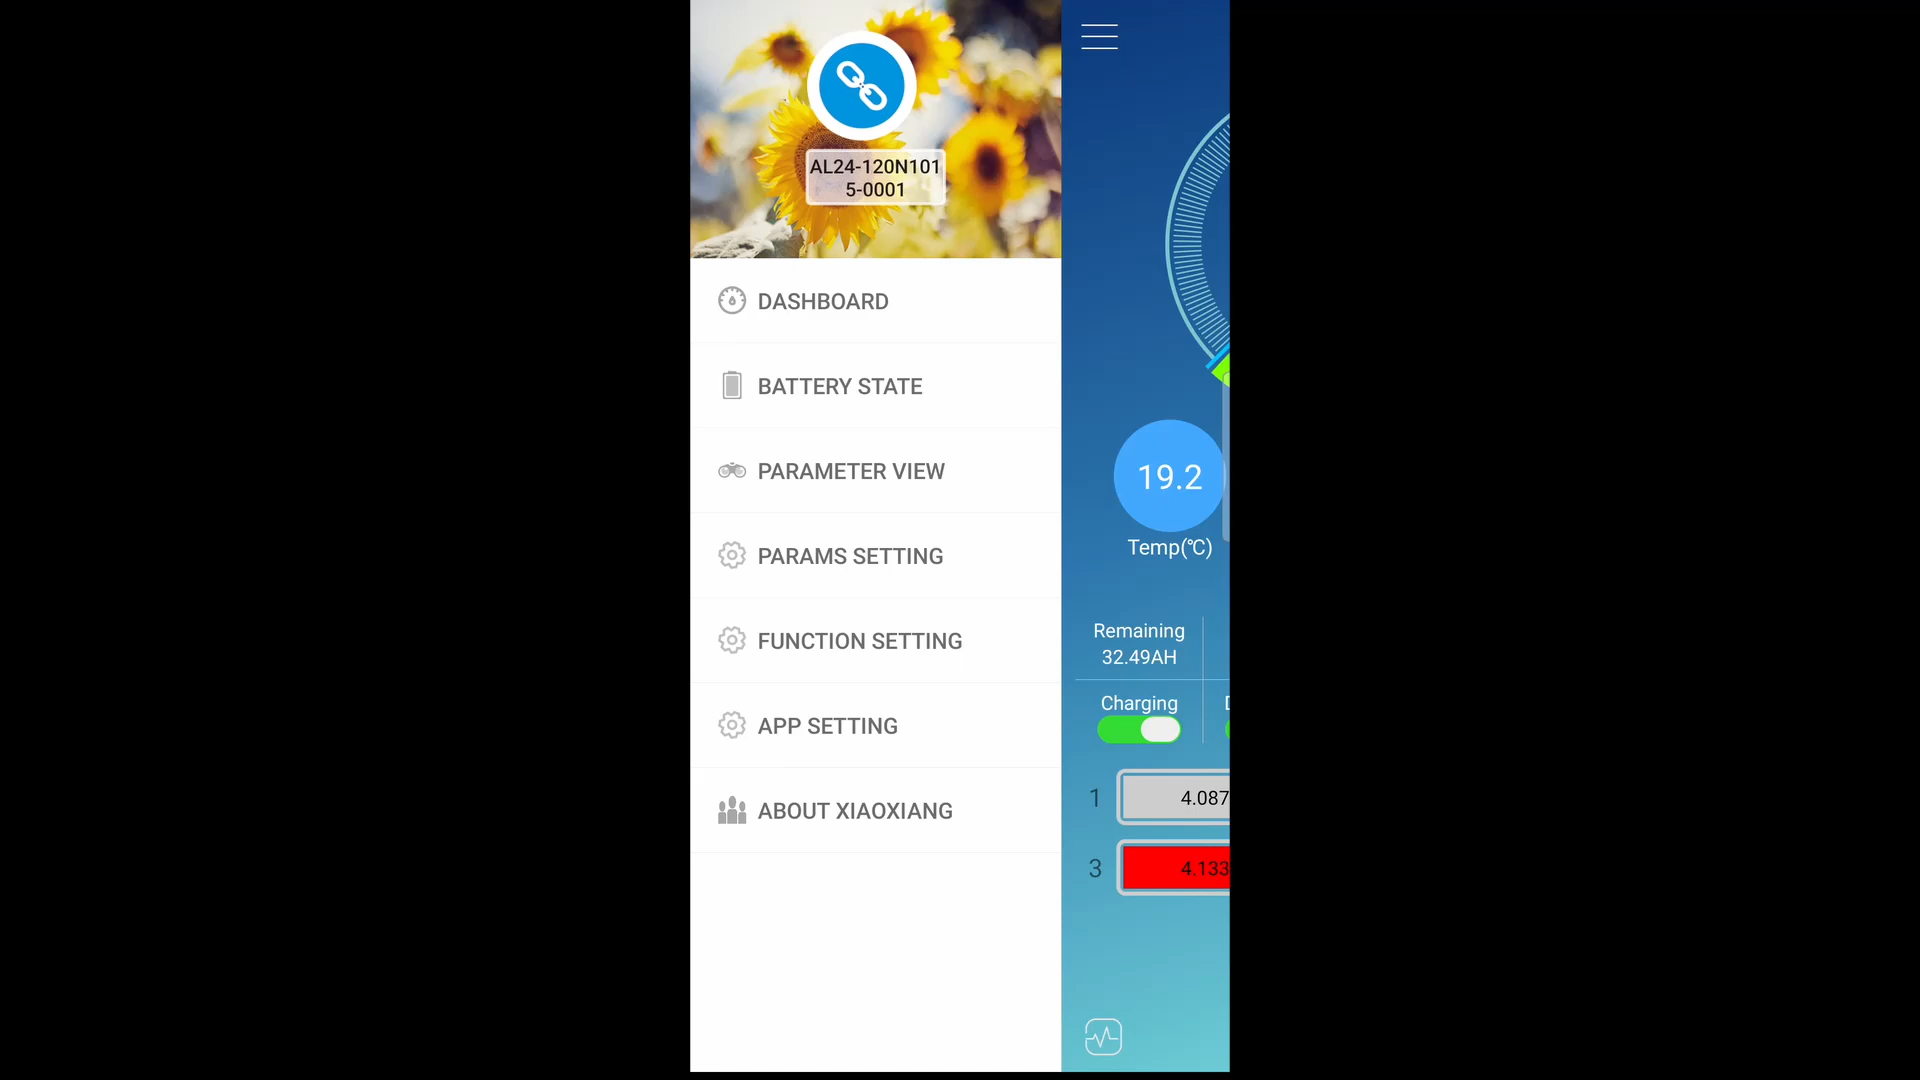 AL24-120N101
5-0001
DASHBOARD
BATTERY STATE
PARAMETER VIEW
PARAMS SETTING
FUNCTION SETTING
APP SETTING
ABOUT XIAOXIANG
19.2
Temp(℃)
Remaining
32.49AH
Charging
1
4.087
3
4.133